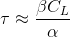 τ ≈ βC_L / α